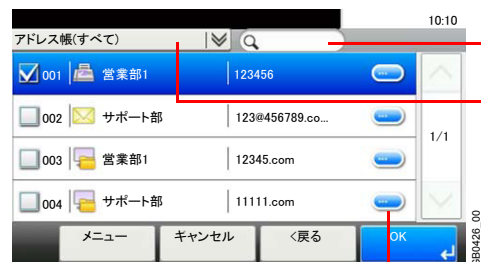 10:10
アドレス帳(すべて)
001 営業部1 123456
002 サポート部 123@456789.co...
003 営業部1 12345.com
004 サポート部 11111.com
1/1
メニュー キャンセル <戻る OK
GB0426_00